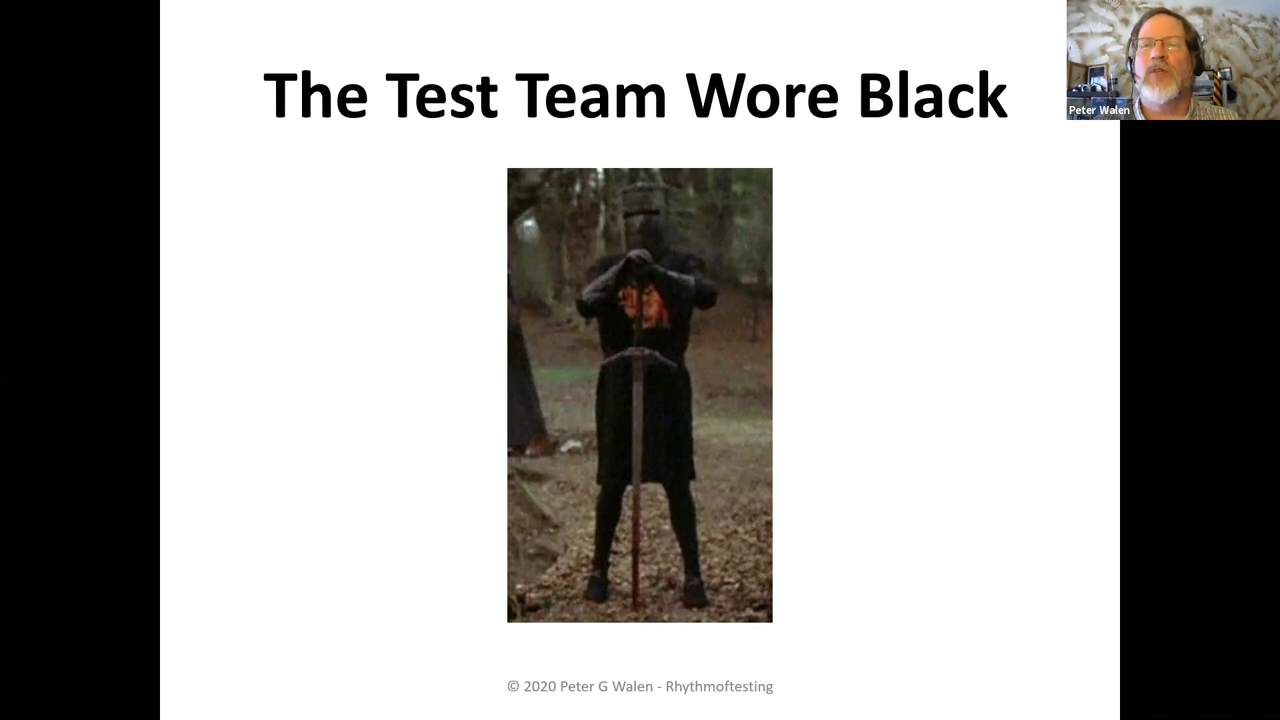 The Test Team Wore Black
Peter Walen
© 2020 Peter G Walen - Rhythmoftesting